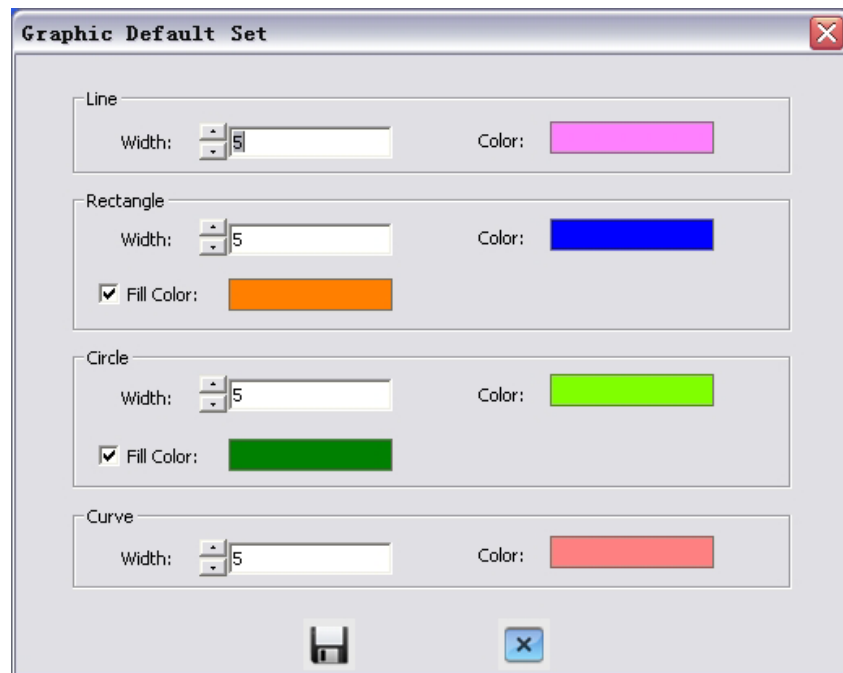 Graphic Default Set
Line
Width: 5 Color:
Rectangle
Width: 5 Color:
Fill Color:
Circle
Width: 5 Color:
Fill Color:
Curve
Width: 5 Color: